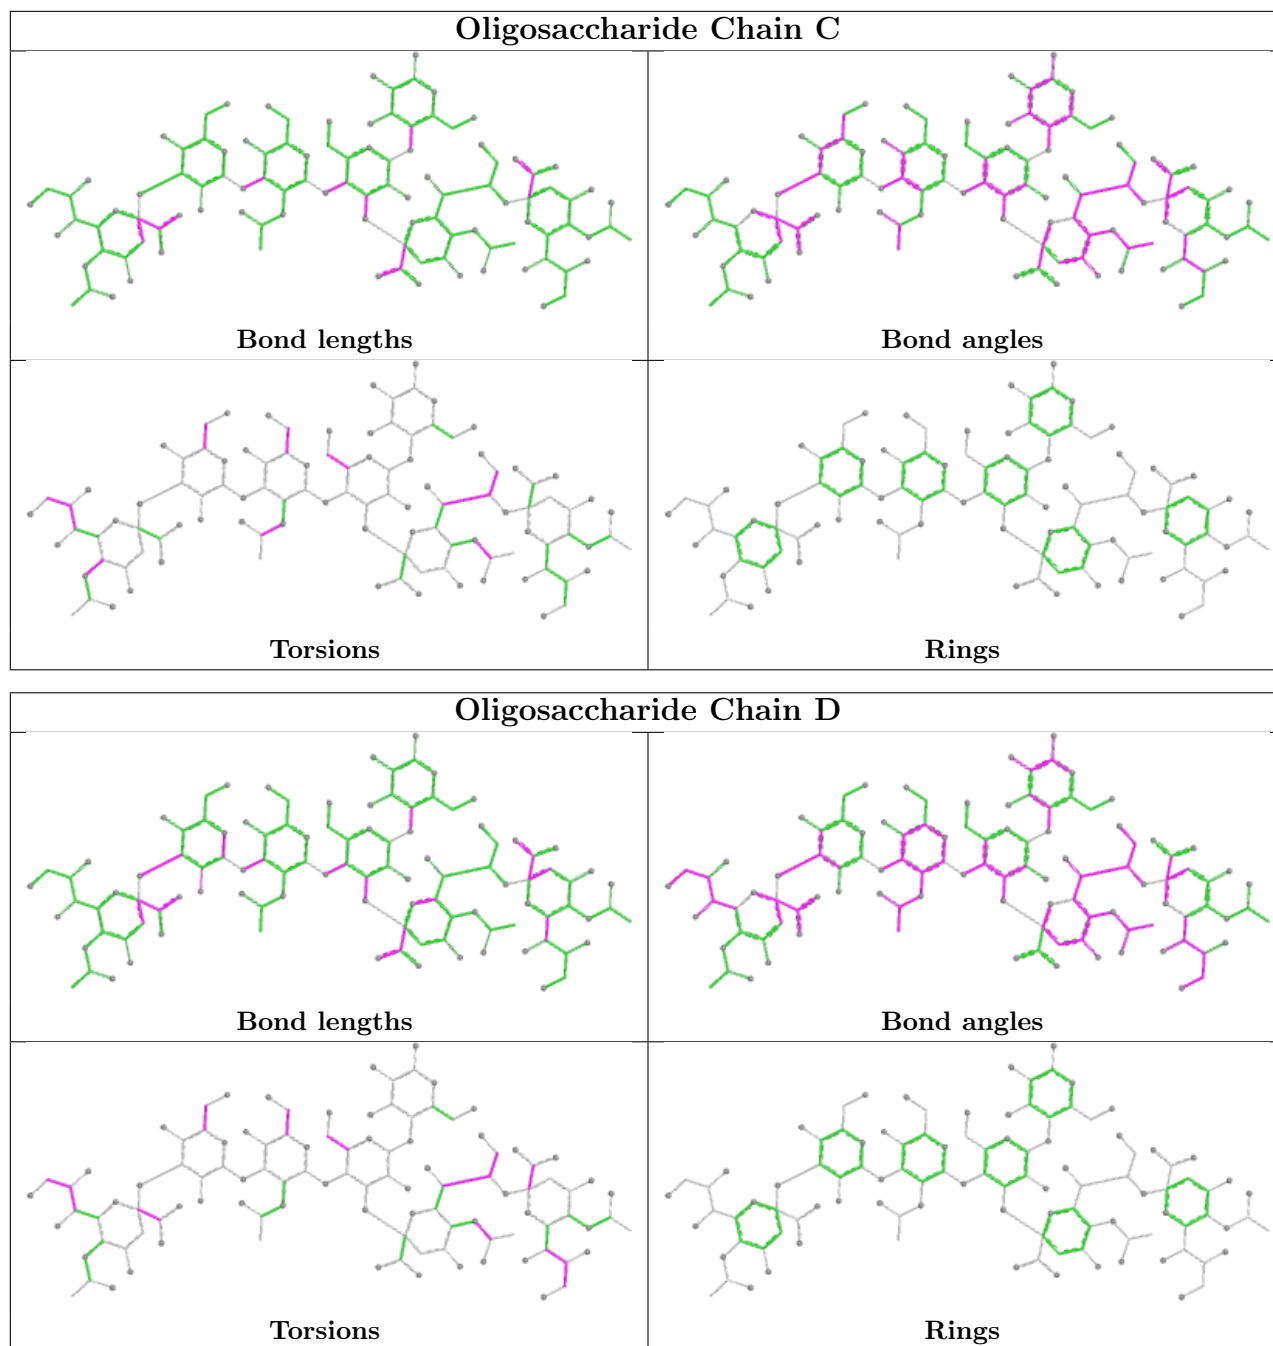 Oligosaccharide Chain C
Bond lengths
Bond angles
Torsions
Rings
Oligosaccharide Chain D
Bond lengths
Bond angles
Torsions
Rings